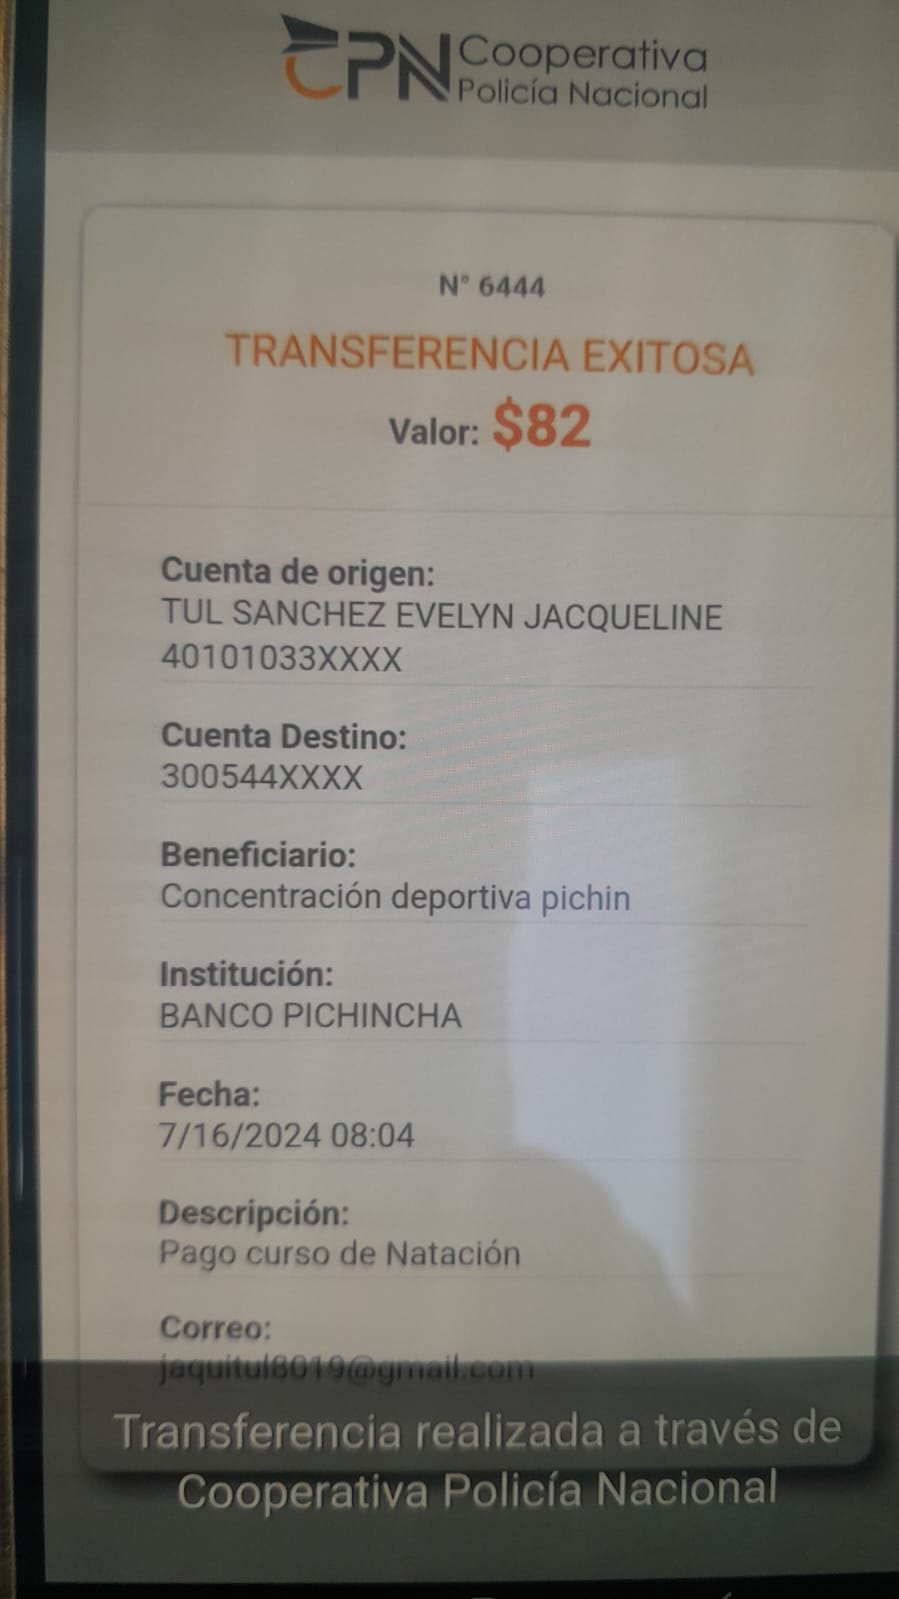 CPN Cooperativa
Policía Nacional
N° 6444
TRANSFERENCIA EXITOSA
Valor: $82
Cuenta de origen:
TUL SANCHEZ EVELYN JACQUELINE
40101033XXXX
Cuenta Destino:
300544XXXX
Beneficiario:
Concentración deportiva pichin
Institución:
BANCO PICHINCHA
Fecha:
7/16/2024 08:04
Descripción:
Pago curso de Natación
Correo:
jaquitul8019@gmail.com
Transferencia realizada a través de
Cooperativa Policía Nacional